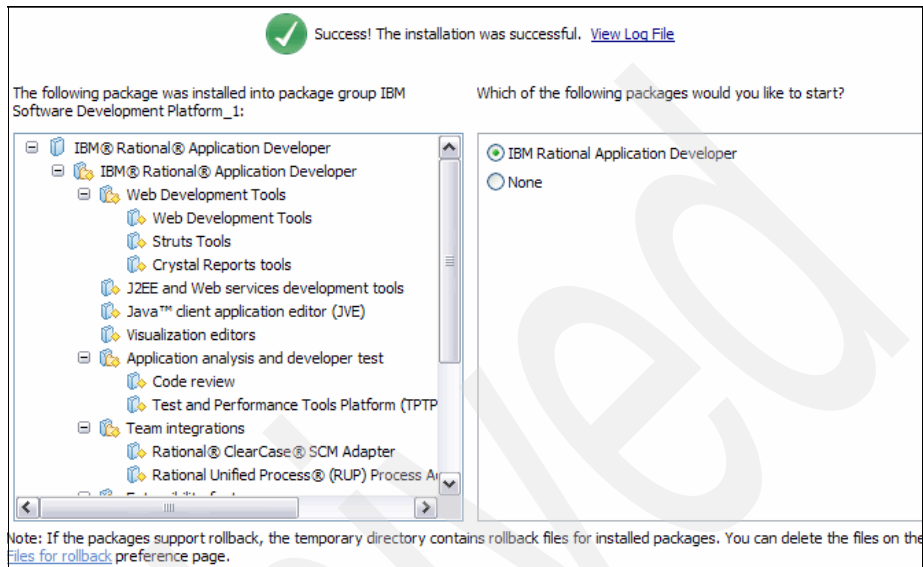 Success! The installation was successful. View Log File
The following package was installed into package group IBM
Software Development Platform_1:
Which of the following packages would you like to start?
IBM® Rational® Application Developer
IBM® Rational® Application Developer
Web Development Tools
Web Development Tools
Struts Tools
Crystal Reports tools
J2EE and Web services development tools
Java™ client application editor (JVE)
Visualization editors
Application analysis and developer test
Code review
Test and Performance Tools Platform (TPTP
Team integrations
Rational® ClearCase® SCM Adapter
Rational Unified Process® (RUP) Process
IBM Rational Application Developer
None
Note: If the packages support rollback, the temporary directory contains rollback files for installed packages. You can delete the files on the
Files for rollback preference page.